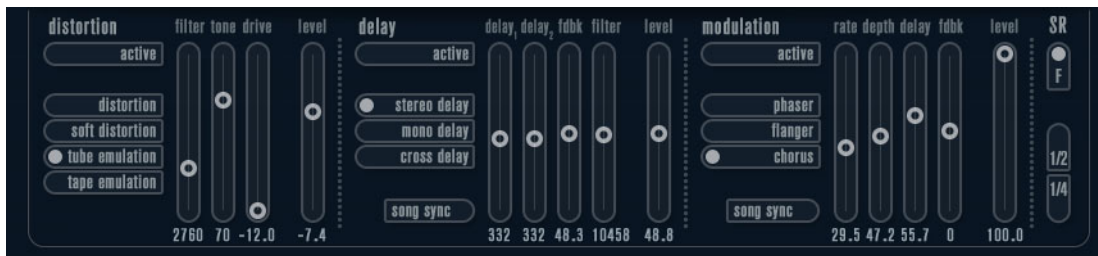 distortion filter tone drive level delay delay1 delay2 fdbk filter level modulation rate depth delay fdbk level SR
active active active
F
distortion stereo delay phaser
soft distortion mono delay flanger
tube emulation cross delay chorus 1/2
tape emulation 1/4
song sync song sync
2760 70 -12.0 -7.4 332 332 48.3 10458 48.8 29.5 47.2 55.7 0 100.0